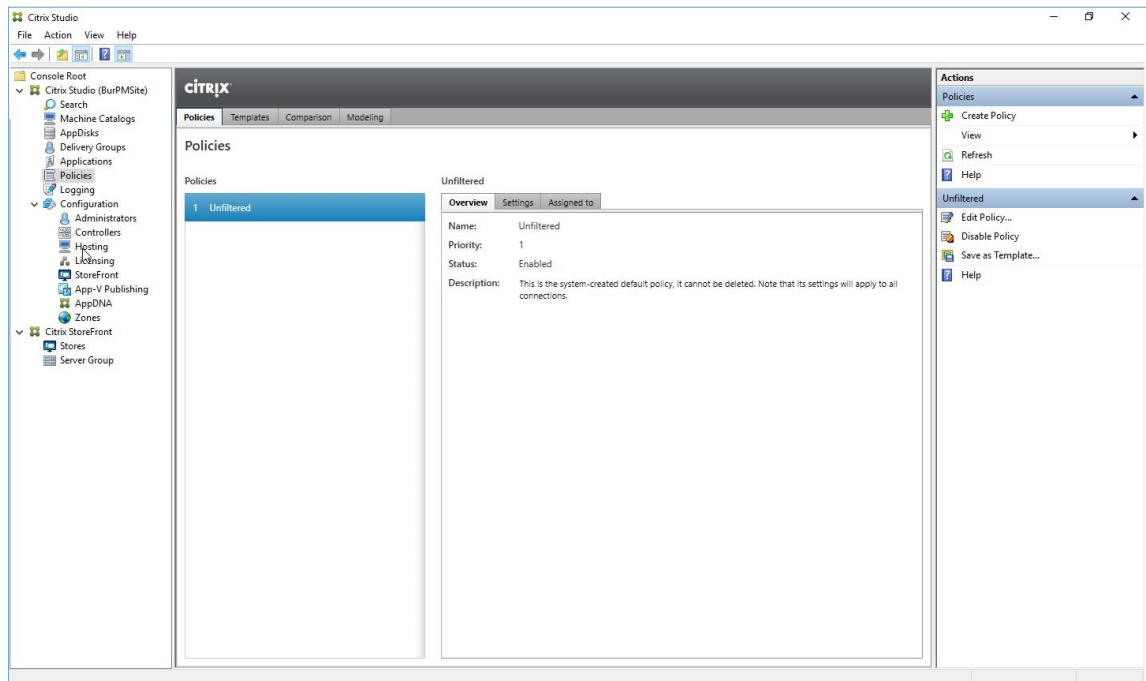 Citrix Studio
File Action View Help
Console Root
Citrix Studio (BurPMSite)
Search
Machine Catalogs
AppDisks
Delivery Groups
Applications
Policies
Logging
Configuration
Administrators
Controllers
Hosting
Licensing
StoreFront
App-V Publishing
AppDNA
Zones
Citrix StoreFront
Stores
Server Group
CITRIX
Policies Templates Comparison Modeling
Policies
Policies
1 Unfiltered
Unfiltered
Overview Settings Assigned to
Name: Unfiltered
Priority: 1
Status: Enabled
Description: This is the system-created default policy, it cannot be deleted. Note that its settings will apply to all
connections.
Actions
Policies
Create Policy
View
Refresh
Help
Unfiltered
Edit Policy...
Disable Policy
Save as Template...
Help